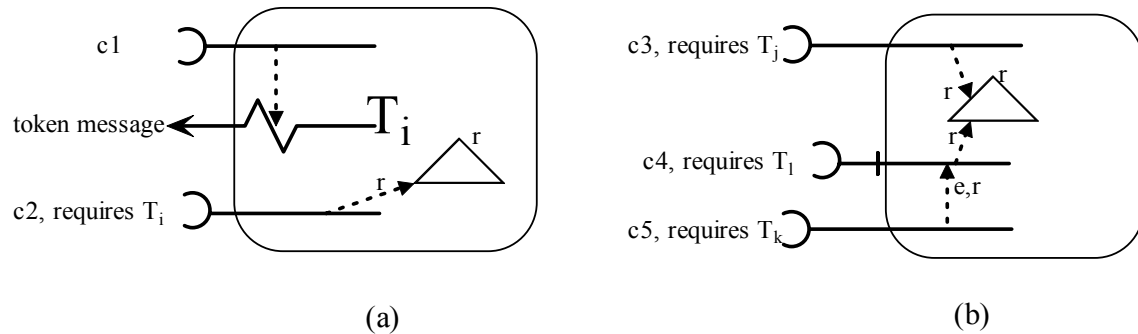 c1
token message
T_i
r
r
c2, requires T_i
(a)
c3, requires T_j
r
r
r
c4, requires T_l
e,r
c5, requires T_k
(b)